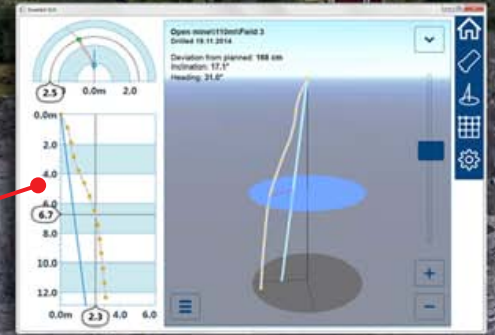 Open mine\110m\Field 3
Drilled 19.11.2014
Deviation from planned: 168 cm
Inclination: 17.1°
Heading: 31.0°
2.5
0.0m
2.0
0.0m
2.0
4.0
6.7
8.0
10.0
12.0
0.0m
2.3
4.0
6.0